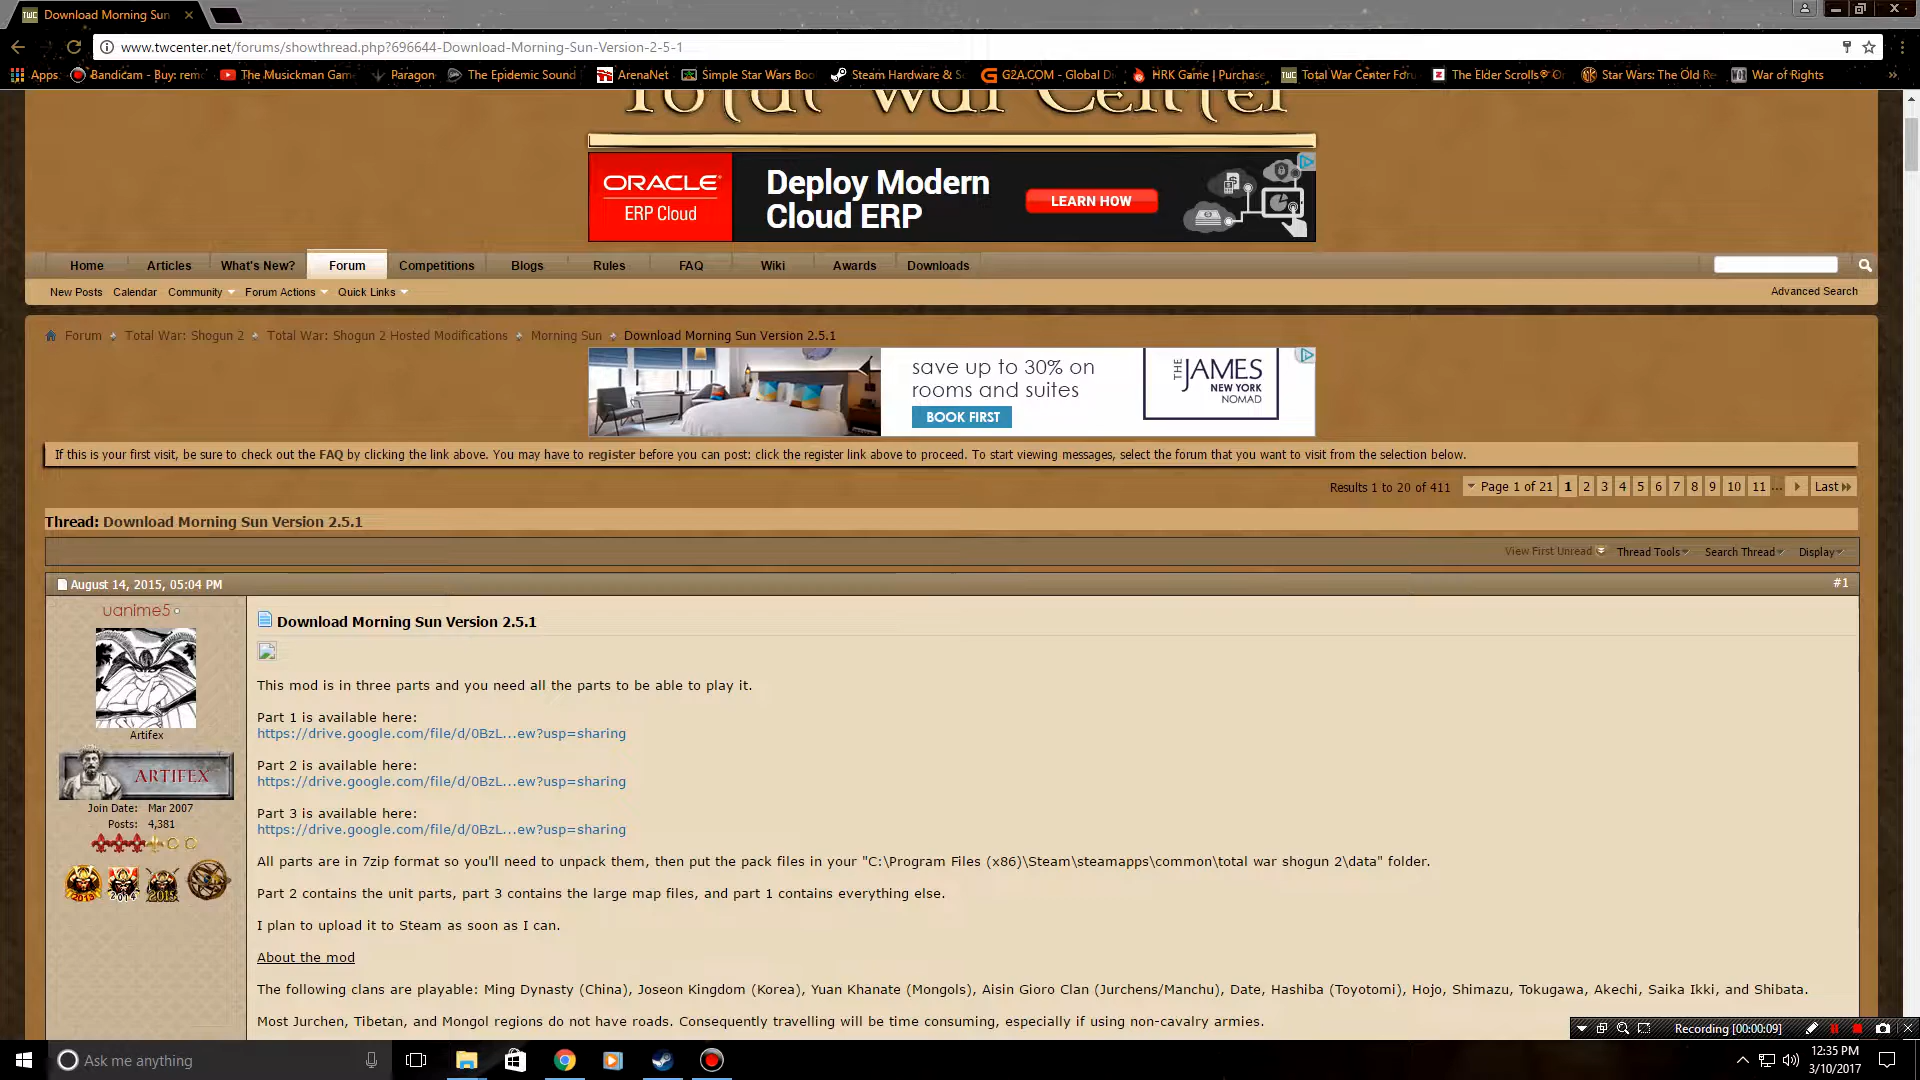 TWC Download Morning Sun
www.twcenter.net/forums/showthread.php?696644-Download-Morning-Sun-Version-2-5-1
Apps Bandicam - Buy: rem The Musickman Gam Paragon The Epidemic Sound ArenaNet Simple Star Wars Boo Steam Hardware & S G2A.COM - Global Di HRK Game | Purchase Total War Center Foru The Elder Scrolls® O Star Wars: The Old Re War of Rights
Total War Center
ORACLE
ERP Cloud
Deploy Modern
Cloud ERP
LEARN HOW
Home Articles What's New? Forum Competitions Blogs Rules FAQ Wiki Awards Downloads
New Posts Calendar Community Forum Actions Quick Links Advanced Search
Forum Total War: Shogun 2 Total War: Shogun 2 Hosted Modifications Morning Sun Download Morning Sun Version 2.5.1
save up to 30% on
rooms and suites
BOOK FIRST
THE JAMES
NEW YORK
NOMAD
If this is your first visit, be sure to check out the FAQ by clicking the link above. You may have to register before you can post: click the register link above to proceed. To start viewing messages, select the forum that you want to visit from the selection below.
Results 1 to 20 of 411 Page 1 of 21 1 2 3 4 5 6 7 8 9 10 11 ... Last
Thread: Download Morning Sun Version 2.5.1
View First Unread Thread Tools Search Thread Display
August 14, 2015, 05:04 PM #1
uanime5
Artifex
ARTIFEX
Join Date: Mar 2007
Posts: 4,381
2013 2014 2015
Download Morning Sun Version 2.5.1
This mod is in three parts and you need all the parts to be able to play it.
Part 1 is available here:
https://drive.google.com/file/d/0BzL...ew?usp=sharing
Part 2 is available here:
https://drive.google.com/file/d/0BzL...ew?usp=sharing
Part 3 is available here:
https://drive.google.com/file/d/0BzL...ew?usp=sharing
All parts are in 7zip format so you'll need to unpack them, then put the pack files in your "C:\Program Files (x86)\Steam\steamapps\common\total war shogun 2\data" folder.
Part 2 contains the unit parts, part 3 contains the large map files, and part 1 contains everything else.
I plan to upload it to Steam as soon as I can.
About the mod
The following clans are playable: Ming Dynasty (China), Joseon Kingdom (Korea), Yuan Khanate (Mongols), Aisin Gioro Clan (Jurchens/Manchu), Date, Hashiba (Toyotomi), Hojo, Shimazu, Tokugawa, Akechi, Saika Ikki, and Shibata.
Most Jurchen, Tibetan, and Mongol regions do not have roads. Consequently travelling will be time consuming, especially if using non-cavalry armies.
Recording [00:00:09]
Ask me anything
12:35 PM
3/10/2017